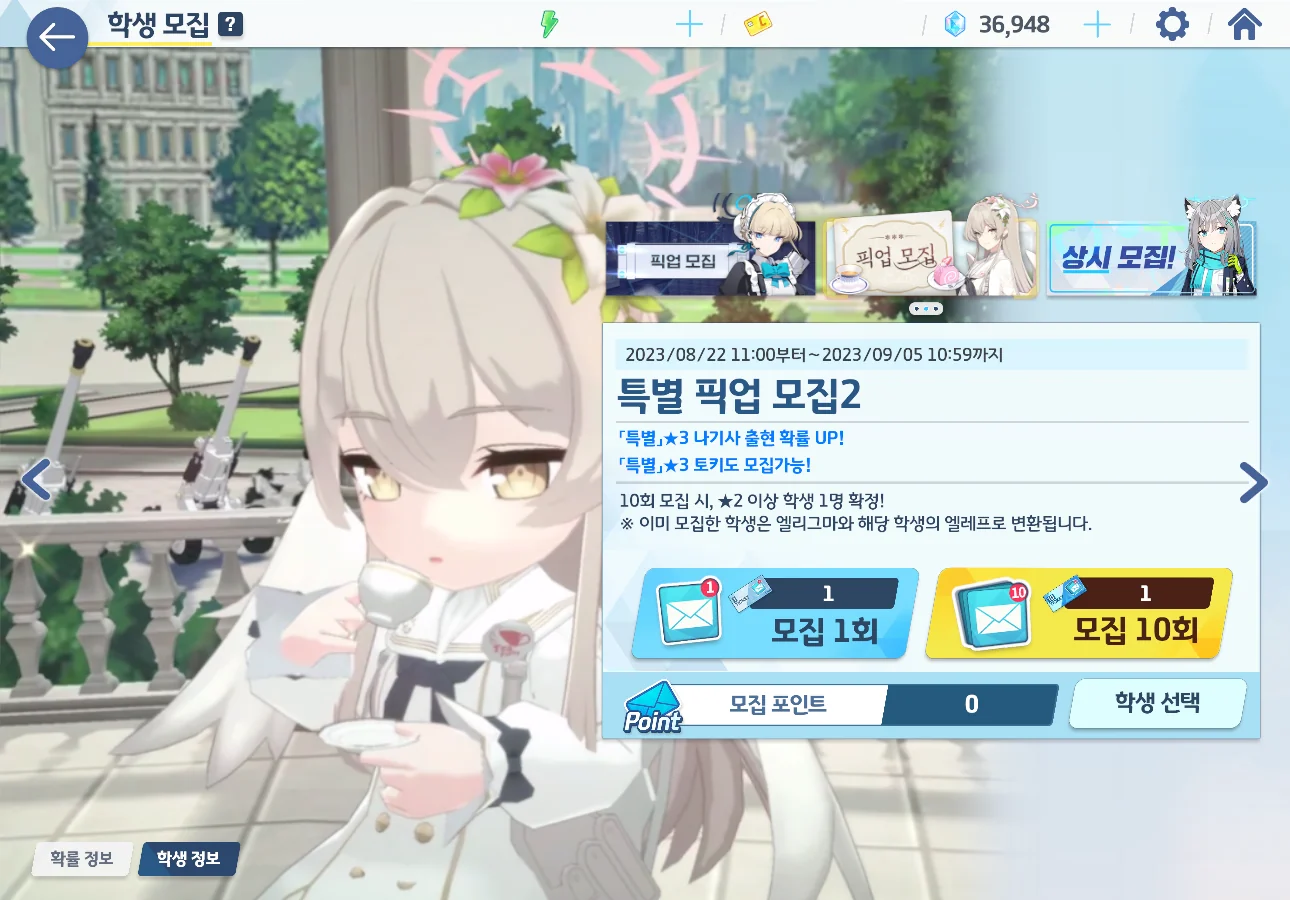 학생 모집 ?
36,948
픽업 모집
픽업 모집
상시 모집!
2023/08/22 11:00부터~2023/09/05 10:59까지
특별 픽업 모집2
「특별」★3 나기사 출현 확률 UP!
「특별」★3 토키도 모집가능!
10회 모집 시, ★2 이상 학생 1명 확정!
※ 이미 모집한 학생은 엘리그마와 해당 학생의 엘레프로 변환됩니다.
1
1
모집 1회
10
1
모집 10회
Point
모집 포인트
0
학생 선택
확률 정보
학생 정보